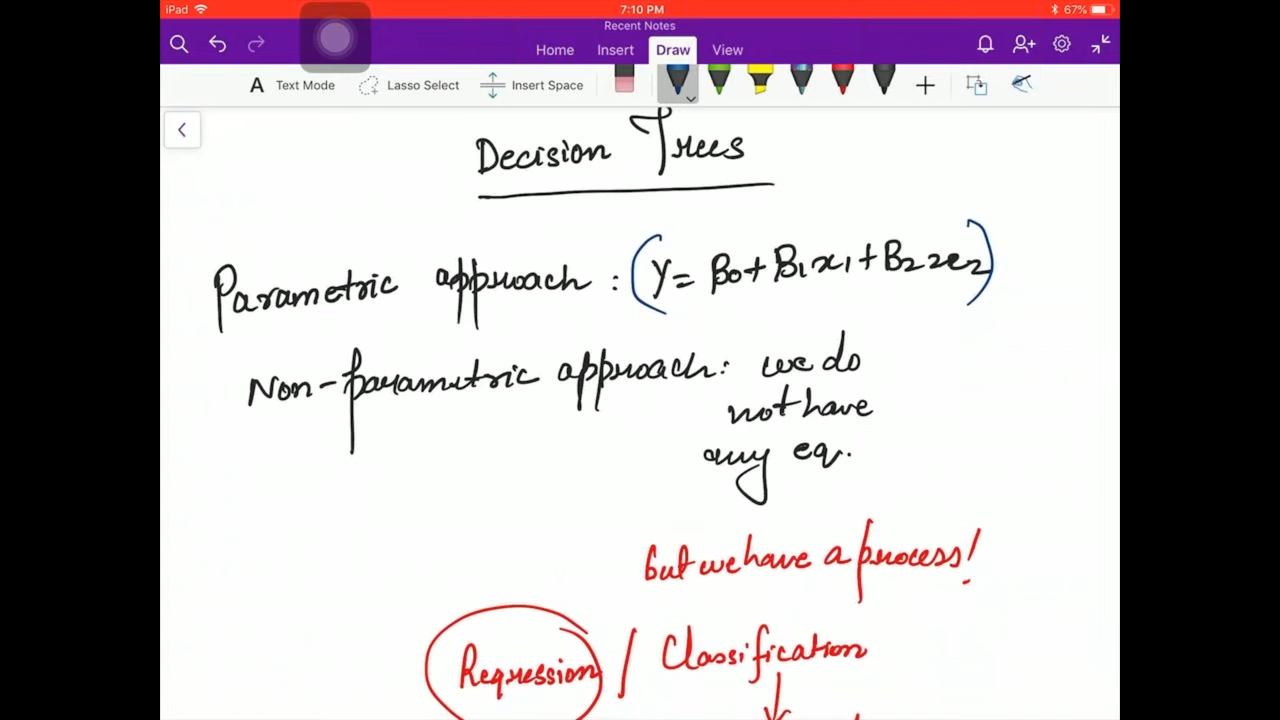 iPad 7:10 PM 67%
Recent Notes
Home Insert Draw View
A Text Mode Lasso Select Insert Space
Decision Trees
Parametric approach : (Y = β0 + B1x1 + B2x2)
Non-parametric approach: we do
not have
any eq.
but we have a process!
Regression / Classification